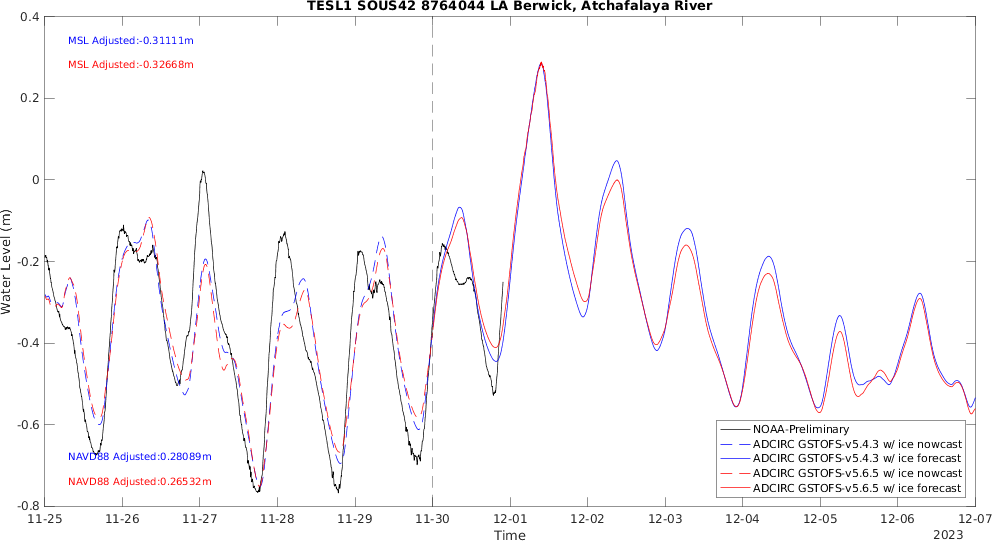 TESL1 SOUS42 8764044 LA Berwick, Atchafalaya River
MSL Adjusted:-0.31111m
MSL Adjusted:-0.32668m
NAVD88 Adjusted:0.28089m
NAVD88 Adjusted:0.26532m
Water Level (m)
0.4
0.2
0
-0.2
-0.4
-0.6
-0.8
NOAA-Preliminary
ADCIRC GSTOFS-v5.4.3 w/ ice nowcast
ADCIRC GSTOFS-v5.4.3 w/ ice forecast
ADCIRC GSTOFS-v5.6.5 w/ ice nowcast
ADCIRC GSTOFS-v5.6.5 w/ ice forecast
11-25 11-26 11-27 11-28 11-29 11-30 12-01 12-02 12-03 12-04 12-05 12-06 12-07
Time
2023